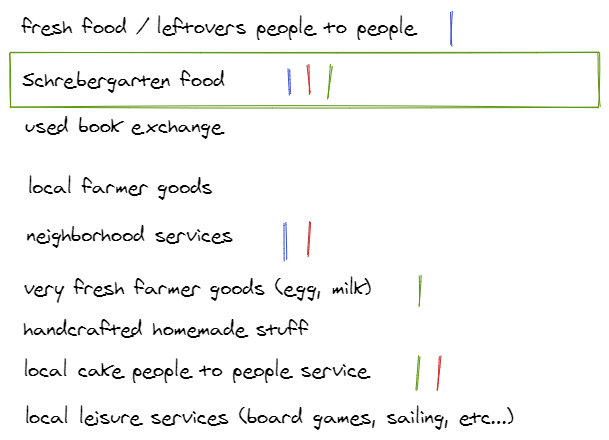 fresh food / leftovers people to people
Schrebergarten food
used book exchange
local farmer goods
neighborhood services
very fresh farmer goods (egg, milk)
handcrafted homemade stuff
local cake people to people service
local leisure services (board games, sailing, etc...)